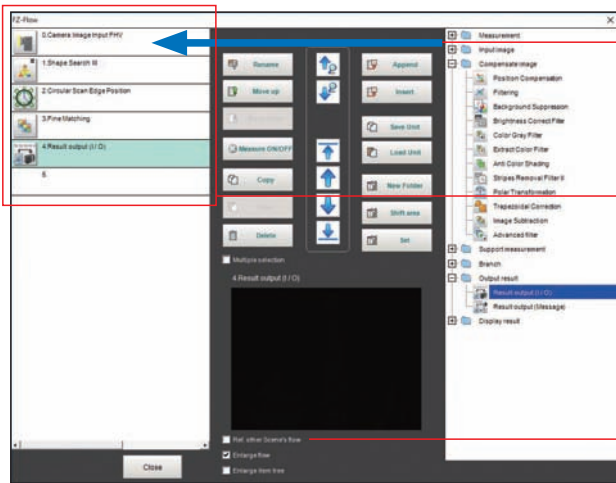 FZ-Flow
0.Camera Image Input FHV
1.Shape Search III
2.Circular Scan Edge Position
3.Fine Matching
4.Result output (I / O)
5.
Close
Rename
Move up
Measure ON/OFF
Copy
Delete
Append
Insert
Save Unit
Load Unit
New Folder
Shift area
Set
Multiple selection
4.Result output (I / O)
Ref. other Scene's flow
Enlarge flow
Enlarge item tree
Measurement
Input image
Compensate image
Position Compensation
Filtering
Background Suppression
Brightness Correct Filter
Color Gray Filter
Extract Color Filter
Anti Color Shading
Stripes Removal Filter II
Polar Transformation
Trapezoidal Correction
Image Subtraction
Advanced filter
Support measurement
Branch
Output result
Result output (I / O)
Result output (Message)
Display result